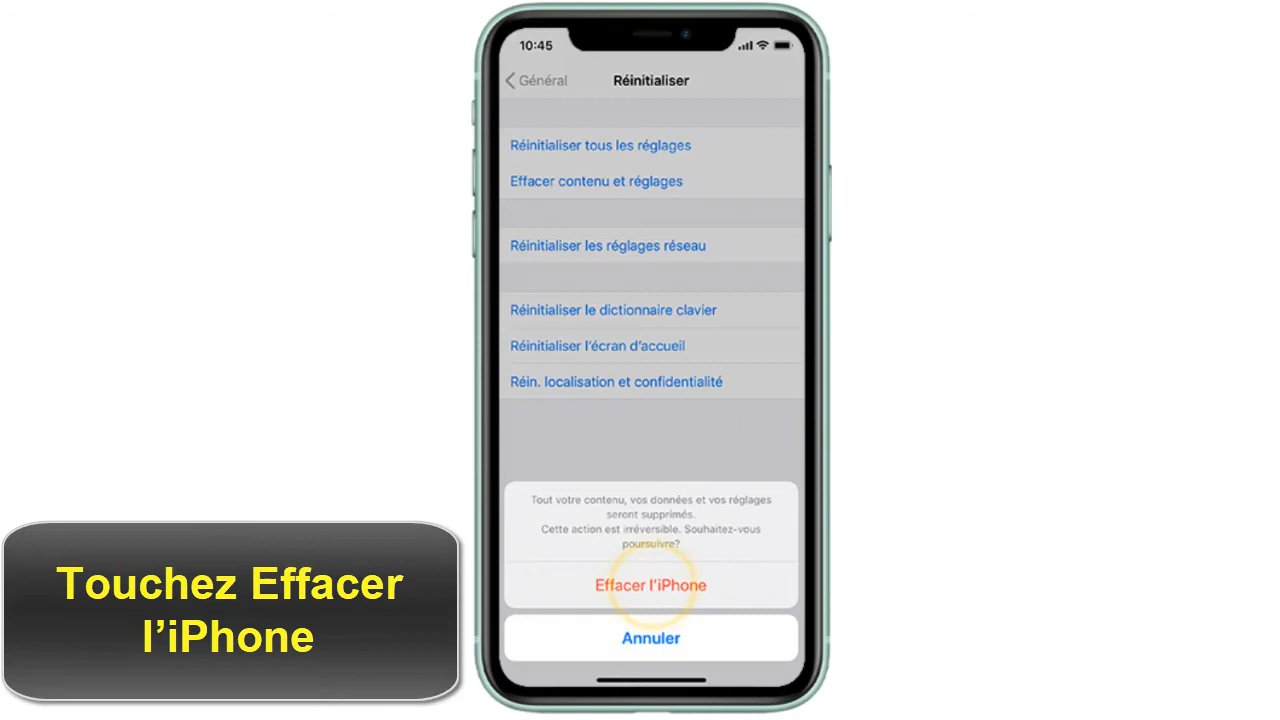 10:45
Général
Réinitialiser
Réinitialiser tous les réglages
Effacer contenu et réglages
Réinitialiser les réglages réseau
Réinitialiser le dictionnaire clavier
Réinitialiser l’écran d’accueil
Réin. localisation et confidentialité
Tout votre contenu, vos données et vos réglages
seront supprimés.
Cette action est irréversible. Souhaitez-vous
poursuivre?
Effacer l’iPhone
Annuler
Touchez Effacer
l’iPhone